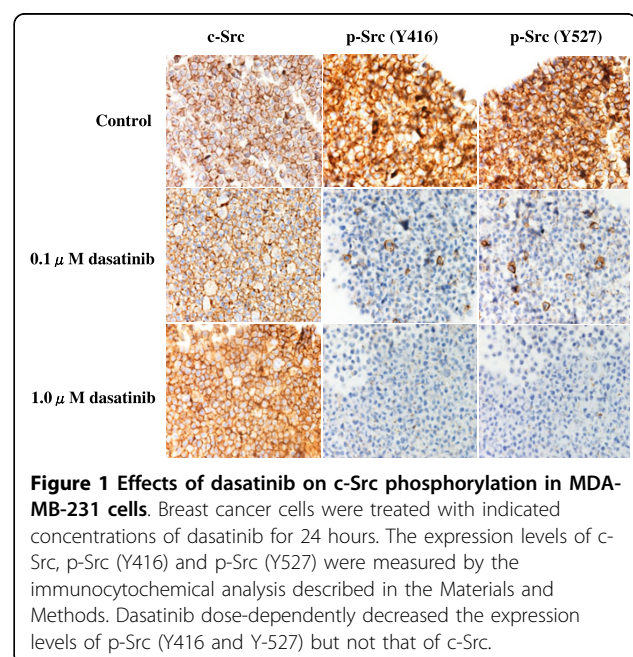 c-Src p-Src (Y416) p-Src (Y527)
Control
0.1 μ M dasatinib
1.0 μ M dasatinib
Figure 1 Effects of dasatinib on c-Src phosphorylation in MDA-
MB-231 cells. Breast cancer cells were treated with indicated
concentrations of dasatinib for 24 hours. The expression levels of c-
Src, p-Src (Y416) and p-Src (Y527) were measured by the
immunocytochemical analysis described in the Materials and
Methods. Dasatinib dose-dependently decreased the expression
levels of p-Src (Y416 and Y-527) but not that of c-Src.